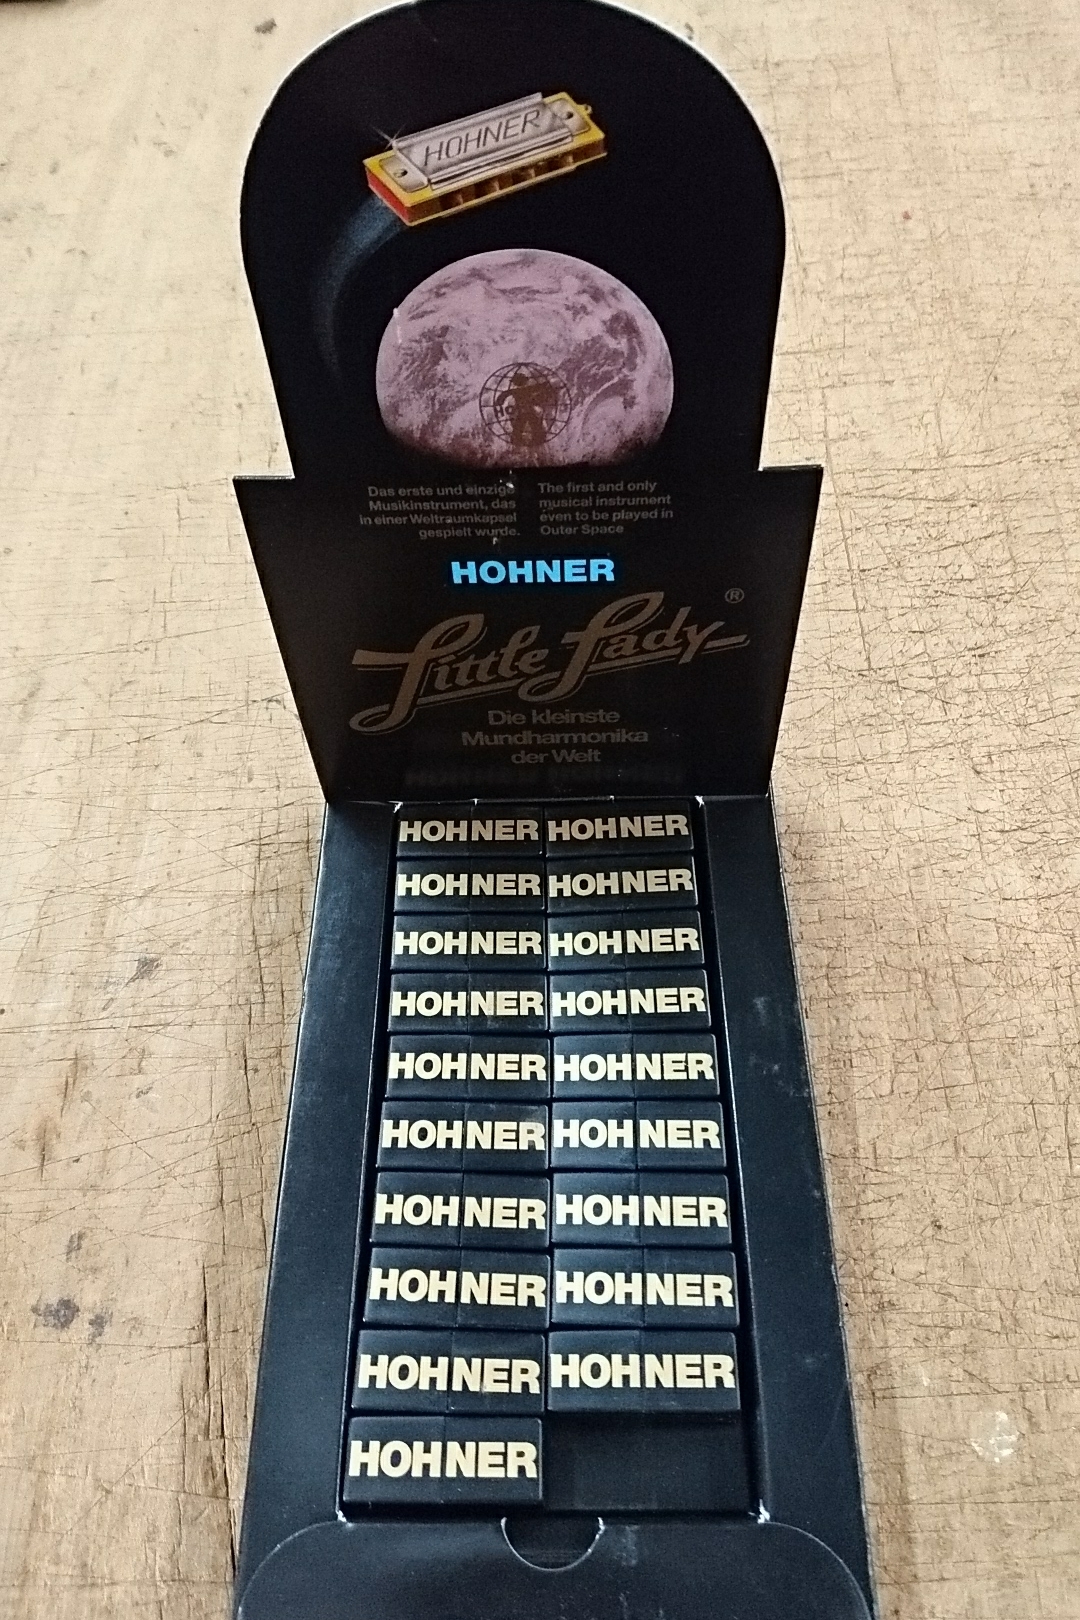 HOHNER
Das erste und einzige
Musikinstrument, das
in einer Weltraumkapsel
gespielt wurde.
The first and only
musical instrument
even to be played in
Outer Space
HOHNER
Little Lady ®
Die kleinste
Mundharmonika
der Welt
HOHNER HOHNER
HOHNER HOHNER
HOHNER HOHNER
HOHNER HOHNER
HOHNER HOHNER
HOHNER HOHNER
HOHNER HOHNER
HOHNER HOHNER
HOHNER HOHNER
HOHNER